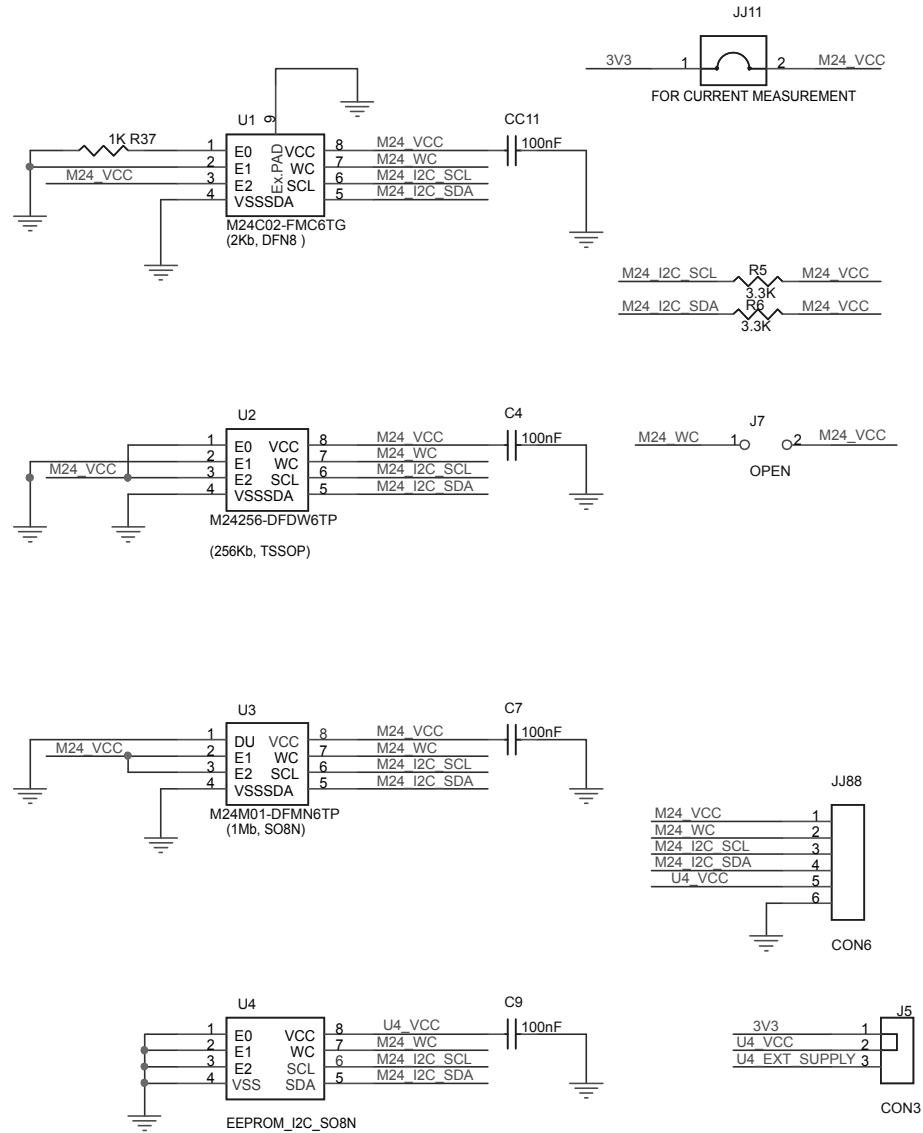 JJ11
3V3 1 2 M24_VCC
FOR CURRENT MEASUREMENT
U1 9 CC11
1K R37 1 E0 VCC 8 M24_VCC 100nF
2 E1 WC 7 M24_WC
M24_VCC 3 E2 SCL 6 M24_I2C_SCL
4 VSSSDA 5 M24_I2C_SDA
Ex.PAD
M24C02-FMC6TG
(2Kb, DFN8 )
M24_I2C_SCL R5 M24_VCC
3.3K
M24_I2C_SDA R6 M24_VCC
3.3K
U2 C4
1 E0 VCC 8 M24_VCC 100nF
2 E1 WC 7 M24_WC
M24_VCC 3 E2 SCL 6 M24_I2C_SCL
4 VSSSDA 5 M24_I2C_SDA
M24256-DFDW6TP
(256Kb, TSSOP)
J7
M24_WC 1 2 M24_VCC
OPEN
U3 C7
1 DU VCC 8 M24_VCC 100nF
M24_VCC 2 E1 WC 7 M24_WC
3 E2 SCL 6 M24_I2C_SCL
4 VSSSDA 5 M24_I2C_SDA
M24M01-DFMN6TP
(1Mb, SO8N)
JJ88
M24_VCC 1
M24_WC 2
M24_I2C_SCL 3
M24_I2C_SDA 4
U4_VCC 5
6
CON6
U4 C9
1 E0 VCC 8 U4_VCC 100nF
2 E1 WC 7 M24_WC
3 E2 SCL 6 M24_I2C_SCL
4 VSS SDA 5 M24_I2C_SDA
EEPROM_I2C_SO8N
J5
3V3 1
U4_VCC 2
U4_EXT_SUPPLY 3
CON3